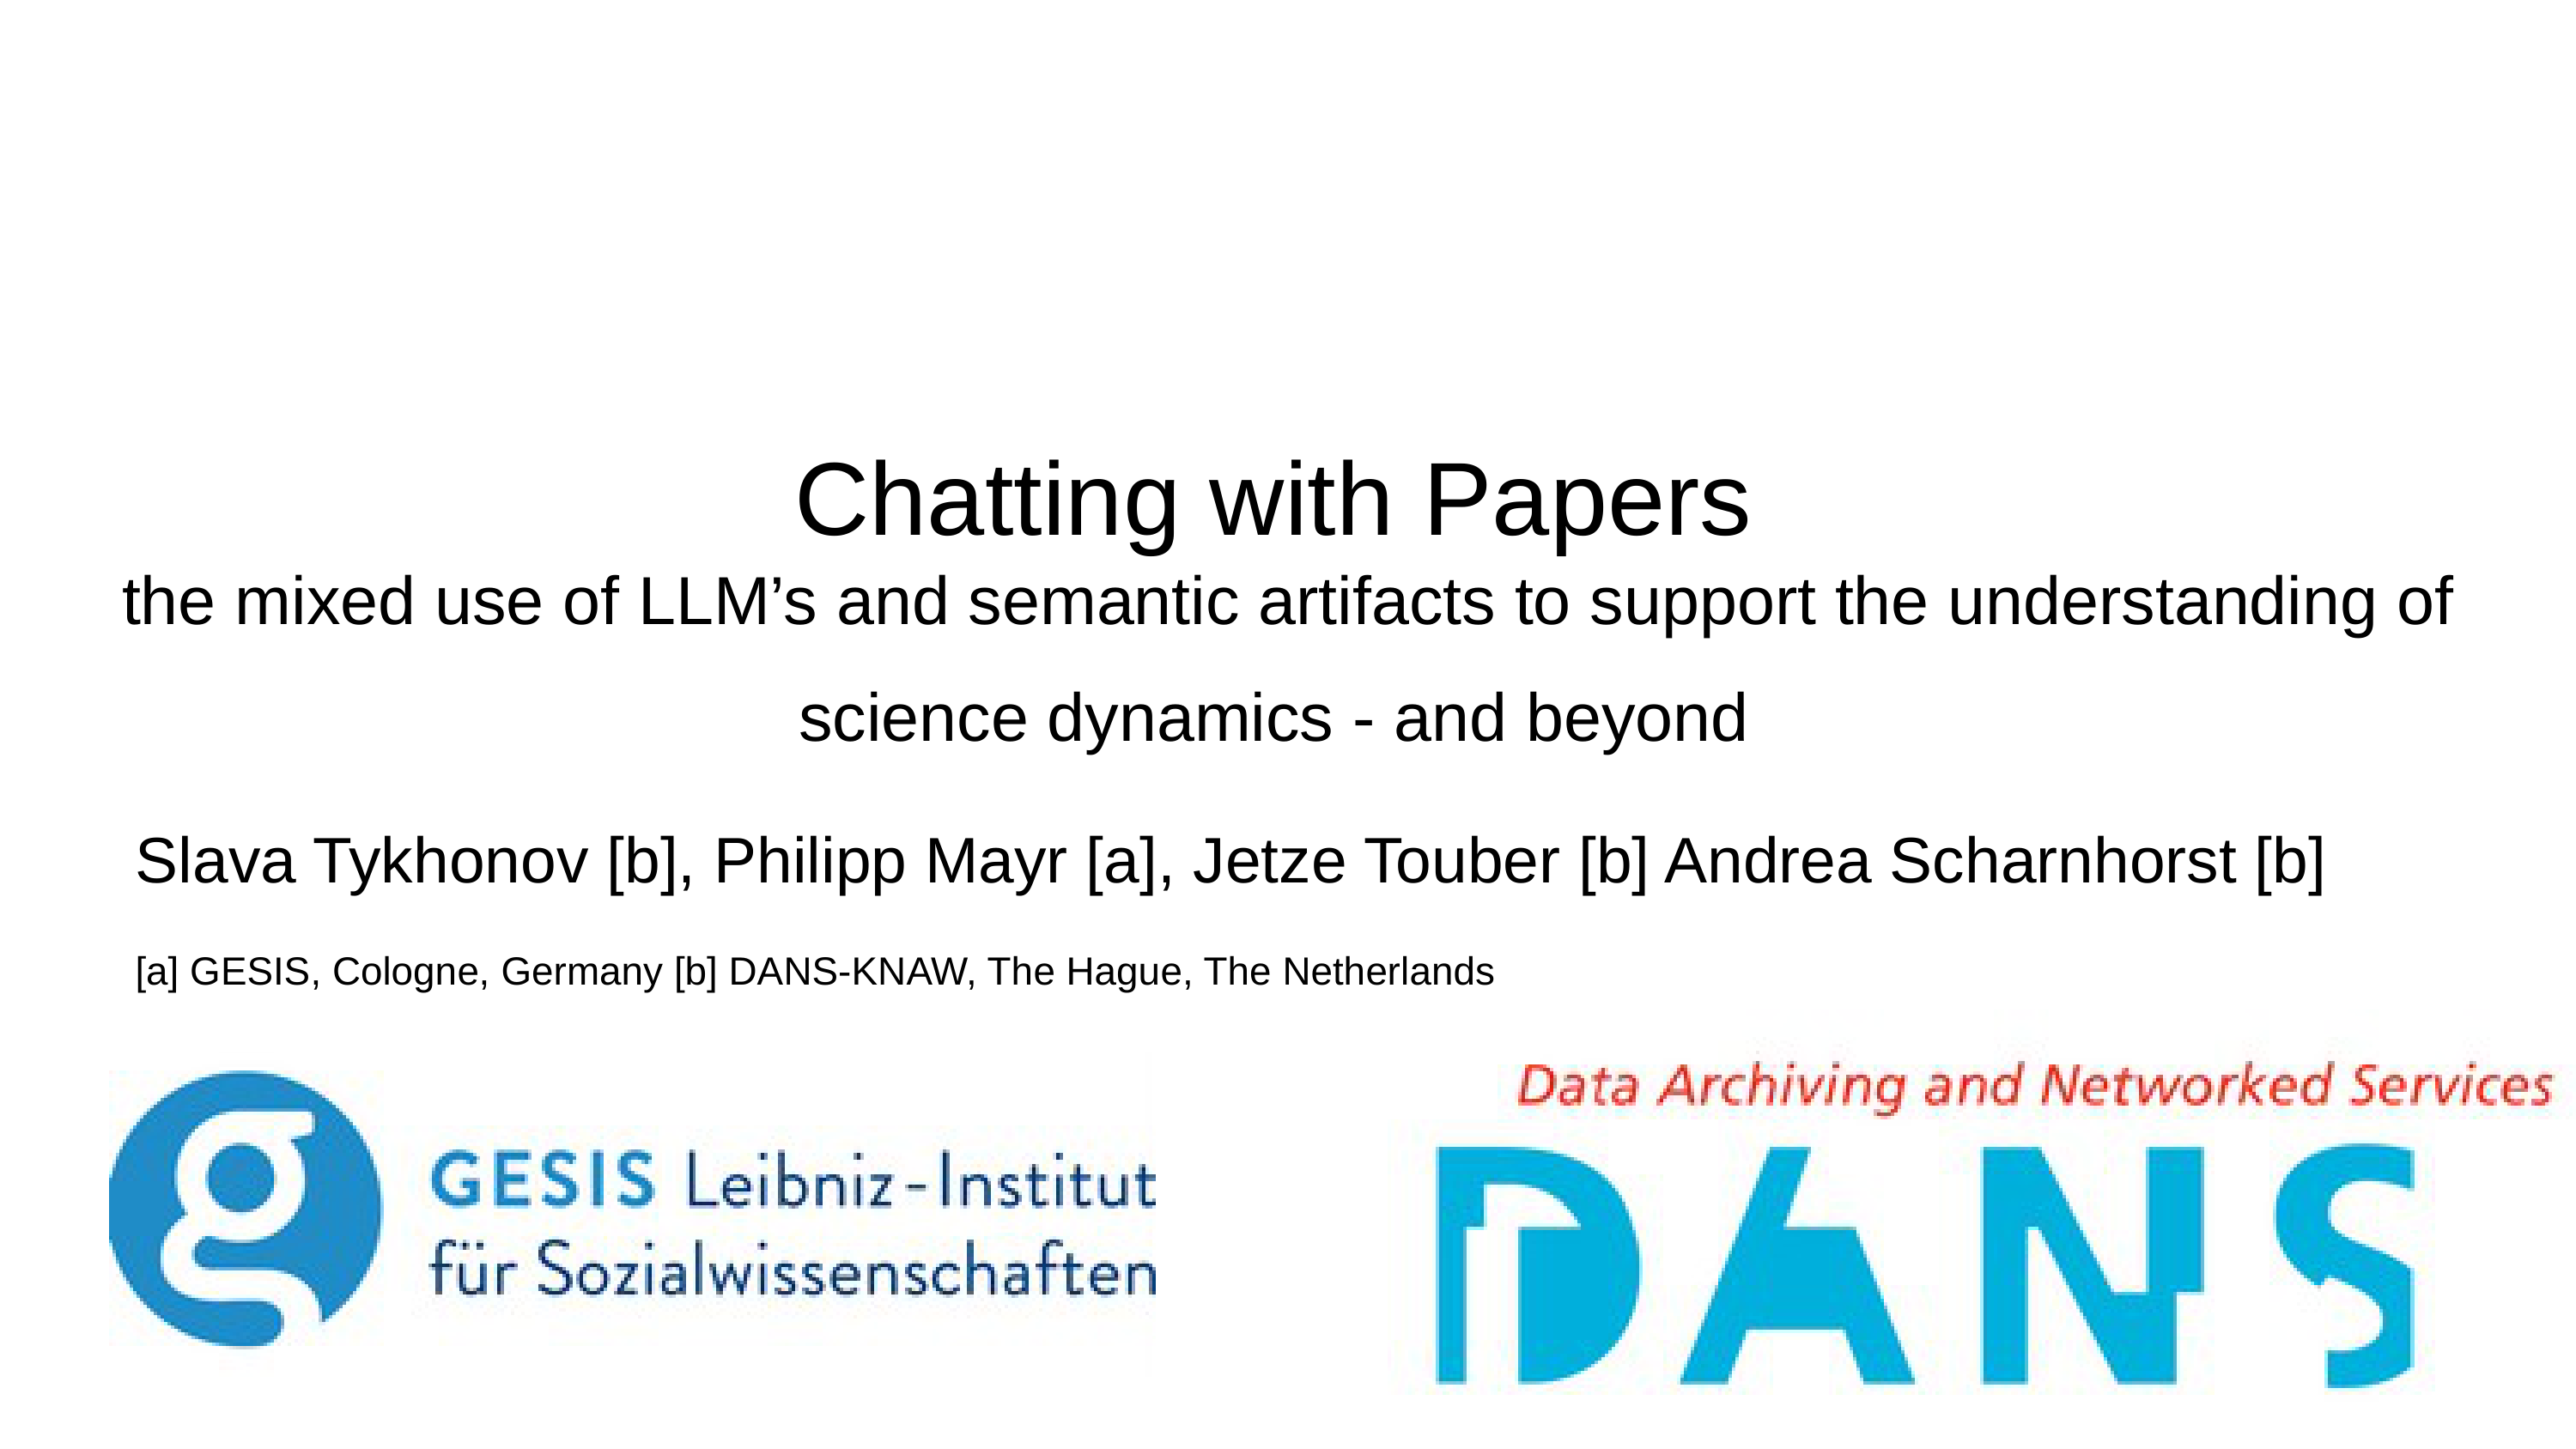 Chatting with Papers
the mixed use of LLM’s and semantic artifacts to support the understanding of
science dynamics - and beyond
Slava Tykhonov [b], Philipp Mayr [a], Jetze Touber [b] Andrea Scharnhorst [b]
[a] GESIS, Cologne, Germany [b] DANS-KNAW, The Hague, The Netherlands
g
GESIS Leibniz-Institut
für Sozialwissenschaften
Data Archiving and Networked Services
DANS